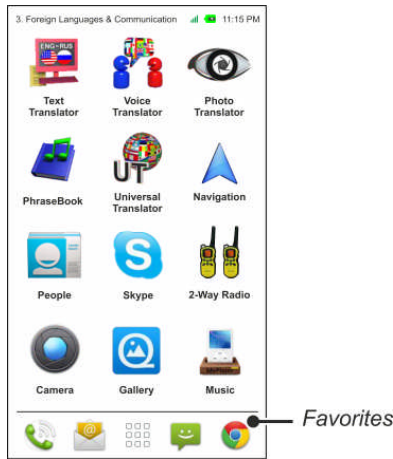 3. Foreign Languages & Communication 11:15 PM
ENG-RUS
Text Translator
Voice Translator
Photo Translator
UT
PhraseBook
Universal Translator
Navigation
S
People
Skype
2-Way Radio
Camera
Gallery
Music
@
Favorites